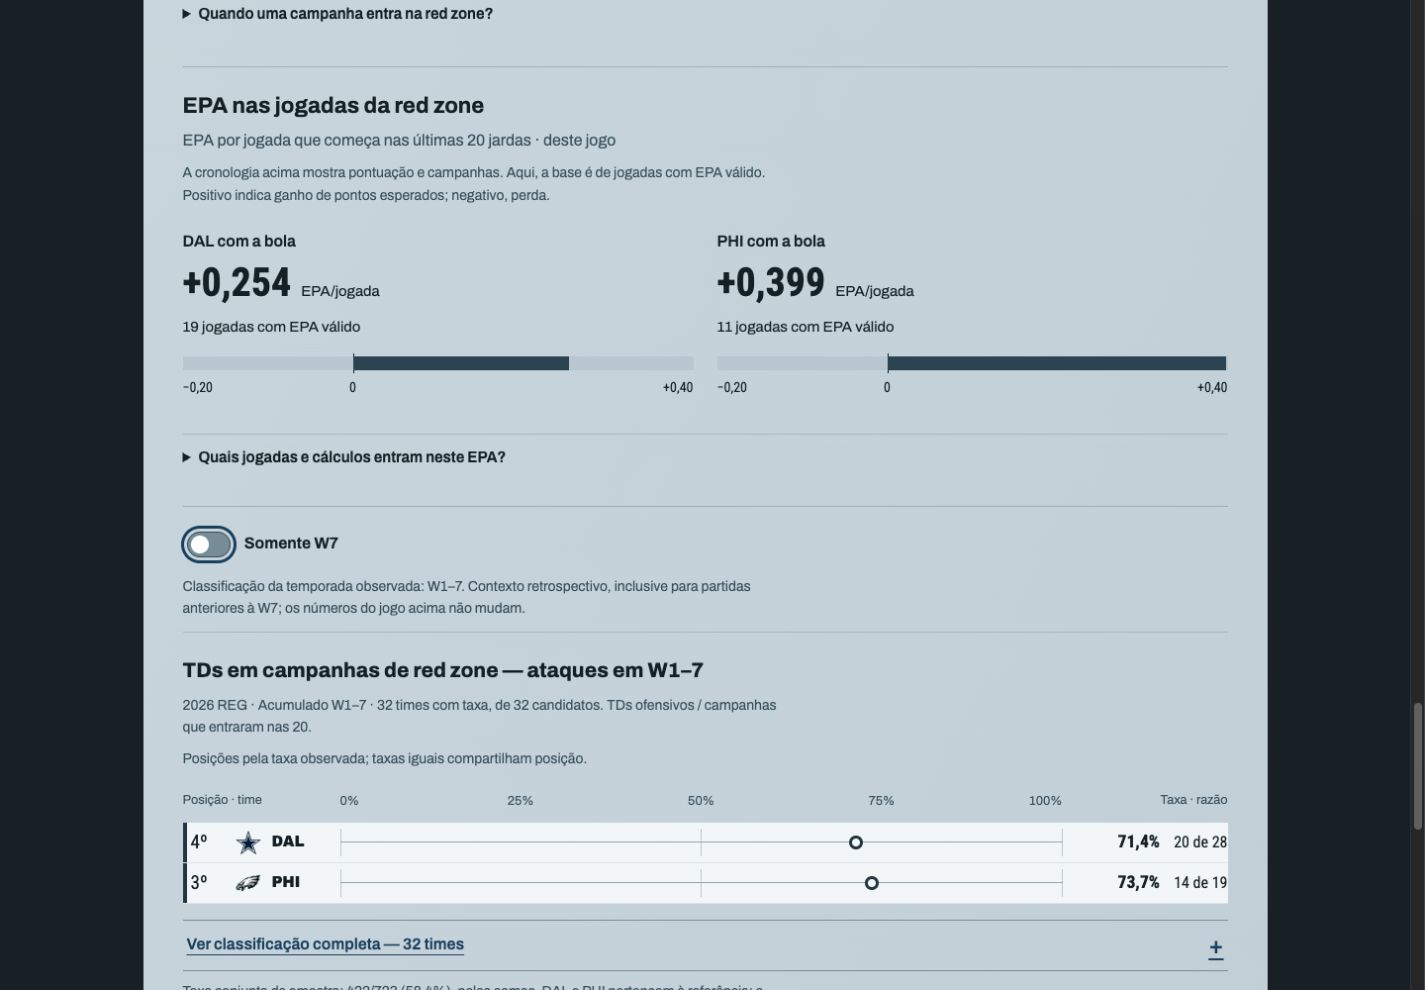 Quando uma campanha entra na red zone?
EPA nas jogadas da red zone
EPA por jogada que começa nas últimas 20 jardas · deste jogo
A cronologia acima mostra pontuação e campanhas. Aqui, a base é de jogadas com EPA válido.
Positivo indica ganho de pontos esperados; negativo, perda.
DAL com a bola
+0,254 EPA/jogada
19 jogadas com EPA válido
−0,20 0 +0,40
PHI com a bola
+0,399 EPA/jogada
11 jogadas com EPA válido
−0,20 0 +0,40
Quais jogadas e cálculos entram neste EPA?
Somente W7
Classificação da temporada observada: W1–7. Contexto retrospectivo, inclusive para partidas
anteriores à W7; os números do jogo acima não mudam.
TDs em campanhas de red zone — ataques em W1–7
2026 REG · Acumulado W1–7 · 32 times com taxa, de 32 candidatos. TDs ofensivos / campanhas
que entraram nas 20.
Posições pela taxa observada; taxas iguais compartilham posição.
Posição · time 0% 25% 50% 75% 100% Taxa · razão
4º DAL 71,4% 20 de 28
3º PHI 73,7% 14 de 19
Ver classificação completa — 32 times +